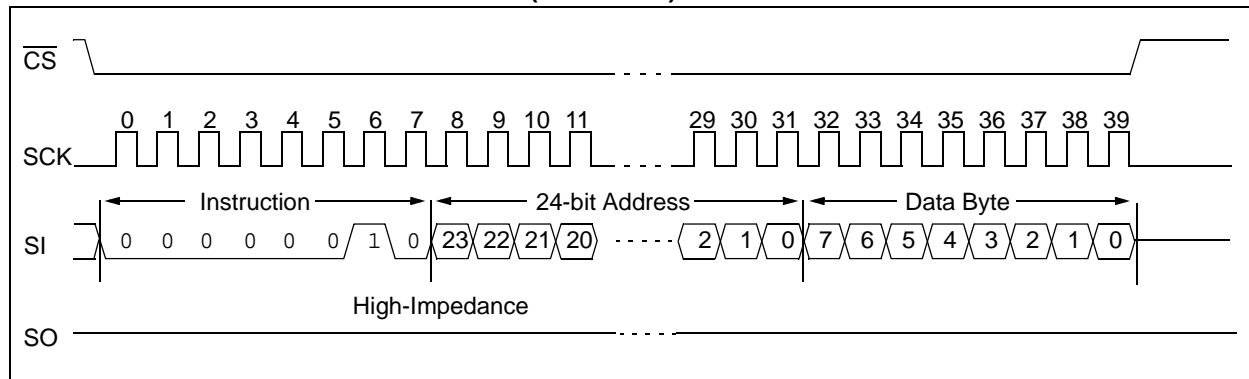 CS
0 1 2 3 4 5 6 7 8 9 10 11 29 30 31 32 33 34 35 36 37 38 39
SCK
Instruction 24-bit Address Data Byte
SI 0 0 0 0 0 0 1 0 23 22 21 20 2 1 0 7 6 5 4 3 2 1 0
High-Impedance
SO